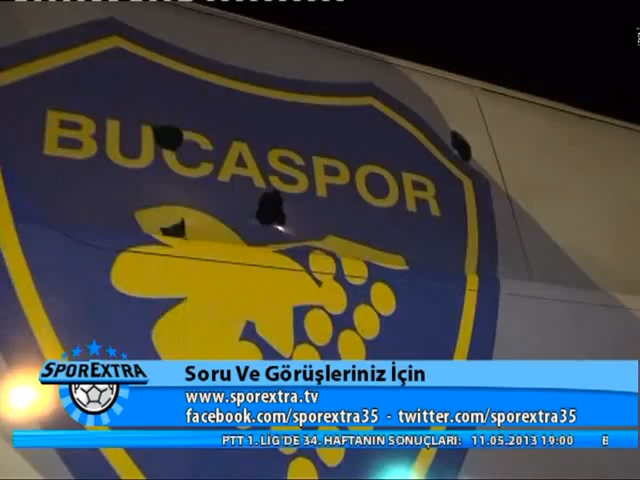 BUCASPOR
SPOREXTRA
Soru Ve Görüşleriniz İçin
www.sporextra.tv
facebook.com/sporextra35 - twitter.com/sporextra35
PTT 1. LİG'DE 34. HAFTANIN SONUÇLARI: 11.05.2013 19:00 B